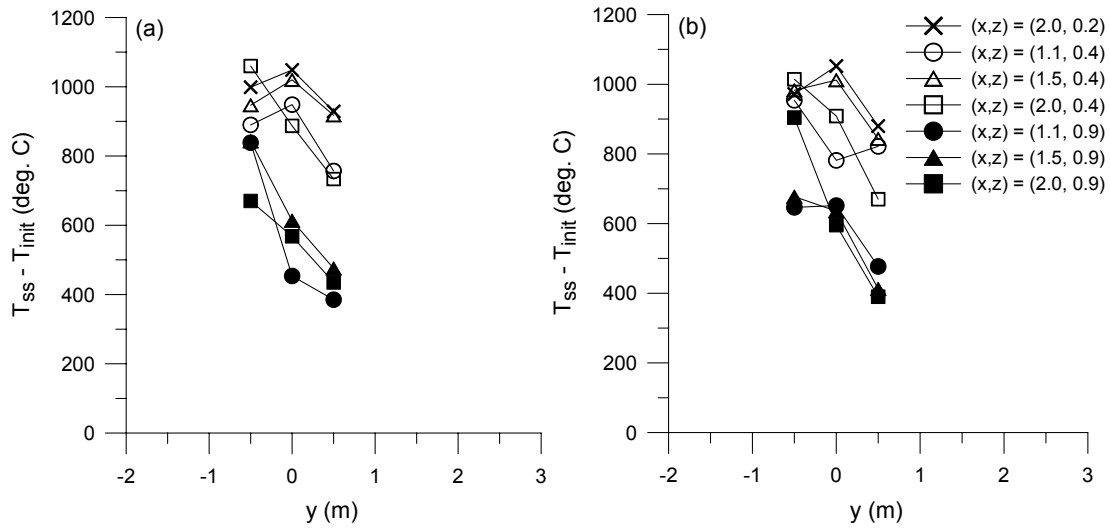 (a)
1200
1000
800
600
400
200
0
T_ss - T_init (deg. C)
-2 -1 0 1 2 3
y (m)
(b)
1200
1000
800
600
400
200
0
T_ss - T_init (deg. C)
-2 -1 0 1 2 3
y (m)
(x,z) = (2.0, 0.2)
(x,z) = (1.1, 0.4)
(x,z) = (1.5, 0.4)
(x,z) = (2.0, 0.4)
(x,z) = (1.1, 0.9)
(x,z) = (1.5, 0.9)
(x,z) = (2.0, 0.9)